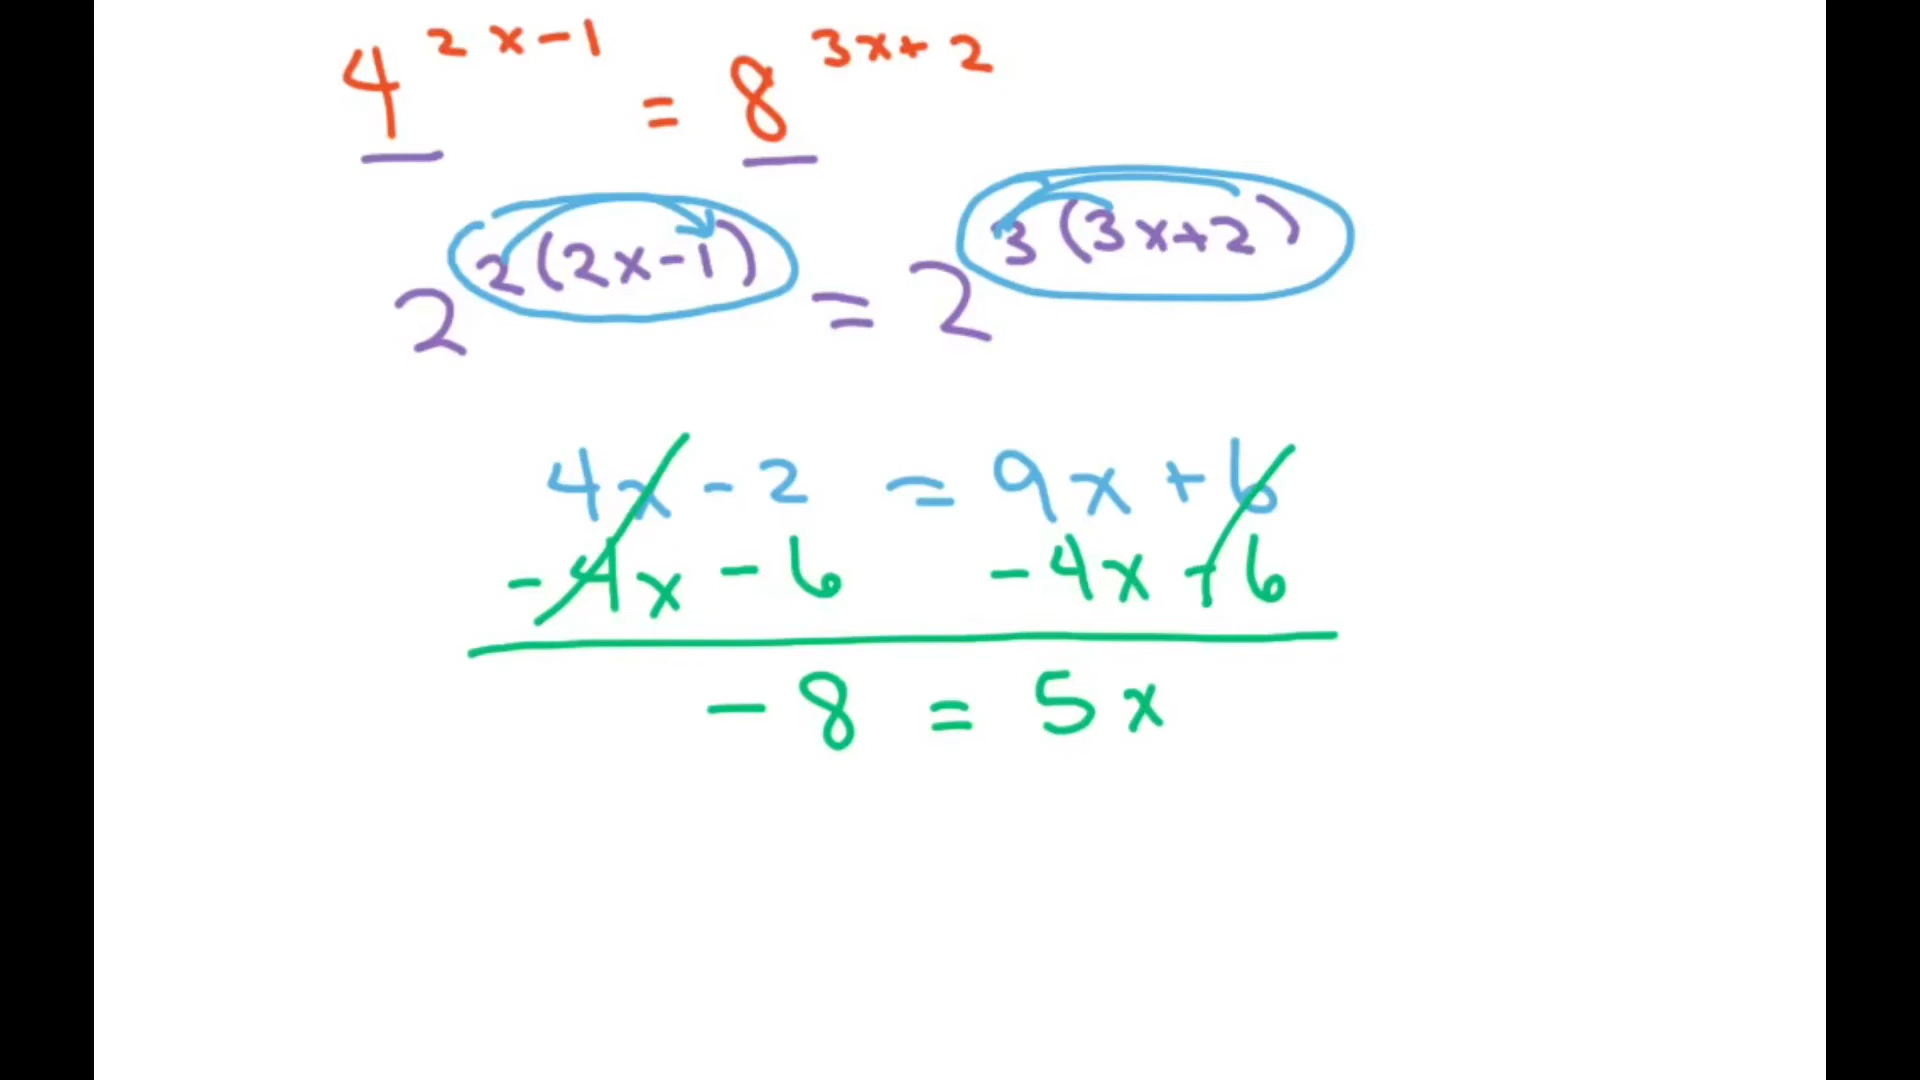 4^{2x-1} = 8^{3x+2}
2^{2(2x-1)} = 2^{3(3x+2)}
4x - 2 = 9x + 6
-4x - 6 -4x - 6
-8 = 5x